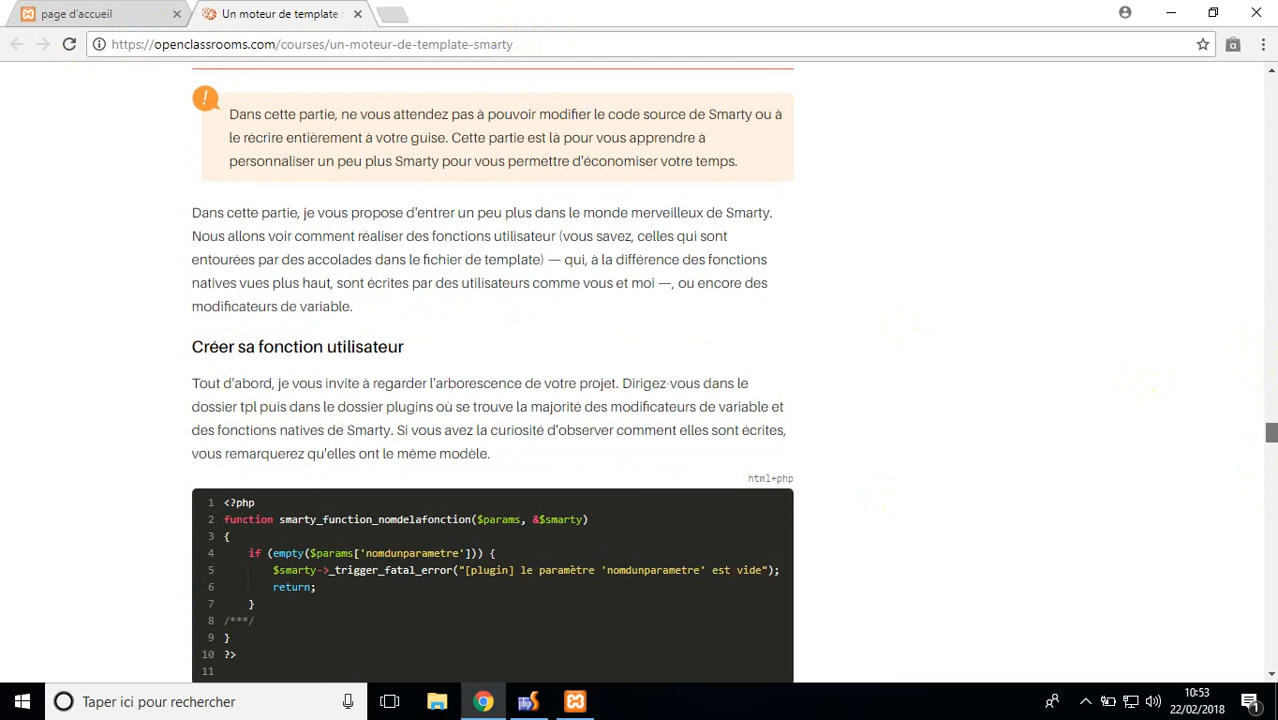 page d'accueil
Un moteur de template
https://openclassrooms.com/courses/un-moteur-de-template-smarty
Dans cette partie, ne vous attendez pas à pouvoir modifier le code source de Smarty ou à
le récrire entièrement à votre guise. Cette partie est là pour vous apprendre à
personnaliser un peu plus Smarty pour vous permettre d'économiser votre temps.
Dans cette partie, je vous propose d'entrer un peu plus dans le monde merveilleux de Smarty.
Nous allons voir comment réaliser des fonctions utilisateur (vous savez, celles qui sont
entourées par des accolades dans le fichier de template) — qui, à la différence des fonctions
natives vues plus haut, sont écrites par des utilisateurs comme vous et moi —, ou encore des
modificateurs de variable.
Créer sa fonction utilisateur
Tout d'abord, je vous invite à regarder l'arborescence de votre projet. Dirigez-vous dans le
dossier tpl puis dans le dossier plugins où se trouve la majorité des modificateurs de variable et
des fonctions natives de Smarty. Si vous avez la curiosité d'observer comment elles sont écrites,
vous remarquerez qu'elles ont le même modèle.
html+php
1 <?php
2 function smarty_function_nomdelafonction($params, &$smarty)
3 {
4 if (empty($params['nomdunparametre'])) {
5 $smarty->_trigger_fatal_error("[plugin] le paramètre 'nomdunparametre' est vide");
6 return;
7 }
8 /***/
9 }
10 ?>
11
Taper ici pour rechercher
10:53
22/02/2018
1